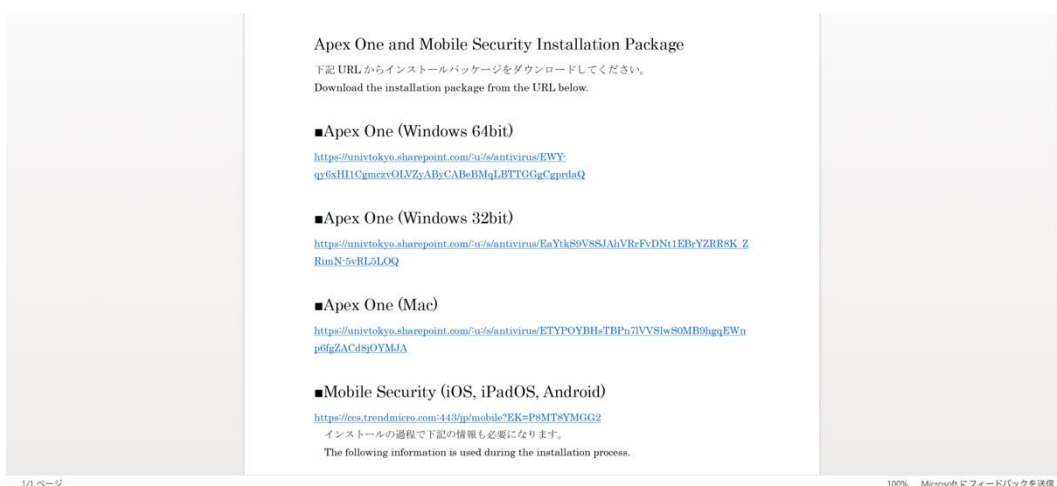 Apex One and Mobile Security Installation Package
下記 URL からインストールパッケージをダウンロードしてください。
Download the installation package from the URL below.
■Apex One (Windows 64bit)
https://univtokyo.sharepoint.com/:u:/s/antivirus/EWY-
qy6xHI1CgmczvOLVZyAByCABeBMqLBTTGGgCgprdaQ
■Apex One (Windows 32bit)
https://univtokyo.sharepoint.com/:u:/s/antivirus/EaYtkS9V8SJAhVRrFvDNt1EBrYZRR8K_Z
RimN-5vRL5LOQ
■Apex One (Mac)
https://univtokyo.sharepoint.com/:u:/s/antivirus/ETYPOYBHsTBPn7lVVSlwS0MB9hgqEWn
p6fgZACd8jOYMJA
■Mobile Security (iOS, iPadOS, Android)
https://ccs.trendmicro.com:443/jp/mobile?EK=P8MT8YMGG2
インストールの過程で下記の情報も必要になります。
The following information is used during the installation process.
1/1 ページ
100% Microsoft にフィードバックを送信